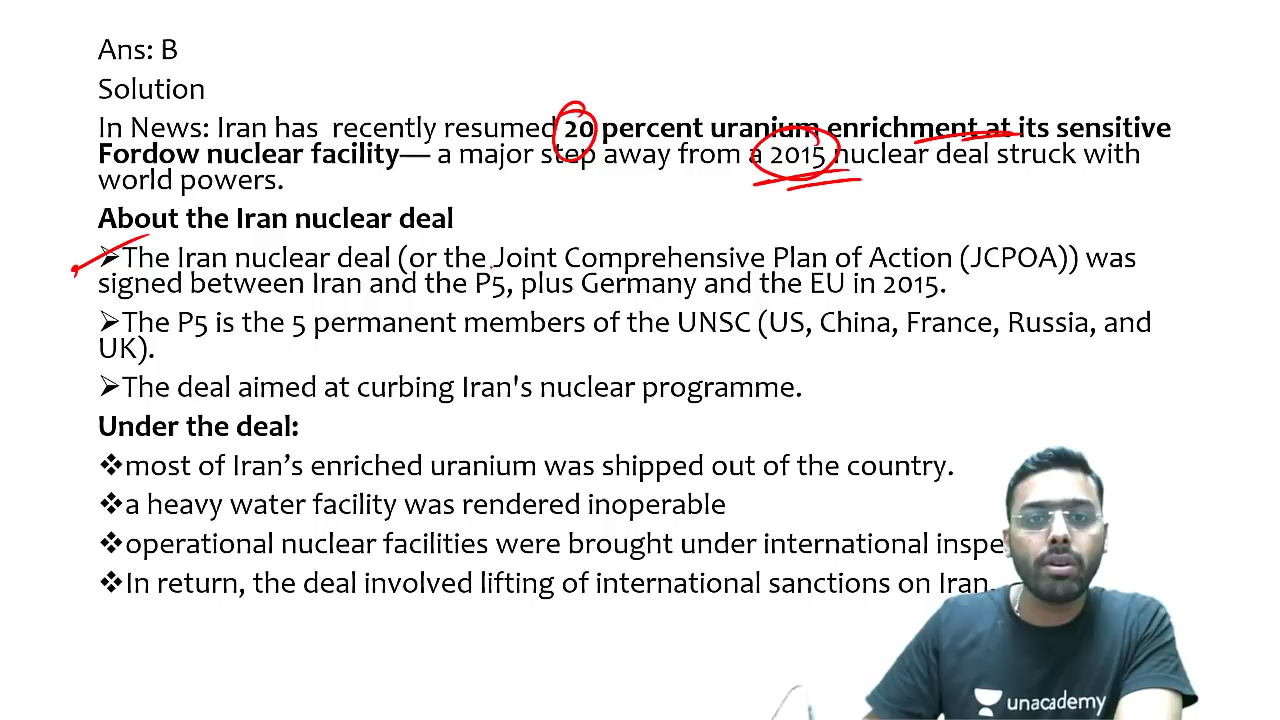 Ans: B
Solution
In News: Iran has recently resumed 20 percent uranium enrichment at its sensitive
Fordow nuclear facility— a major step away from a 2015 nuclear deal struck with
world powers.
About the Iran nuclear deal
➢The Iran nuclear deal (or the Joint Comprehensive Plan of Action (JCPOA)) was
signed between Iran and the P5, plus Germany and the EU in 2015.
➢The P5 is the 5 permanent members of the UNSC (US, China, France, Russia, and
UK).
➢The deal aimed at curbing Iran's nuclear programme.
Under the deal:
❖most of Iran’s enriched uranium was shipped out of the country.
❖a heavy water facility was rendered inoperable
❖operational nuclear facilities were brought under international inspe
❖In return, the deal involved lifting of international sanctions on Iran.
unacademy